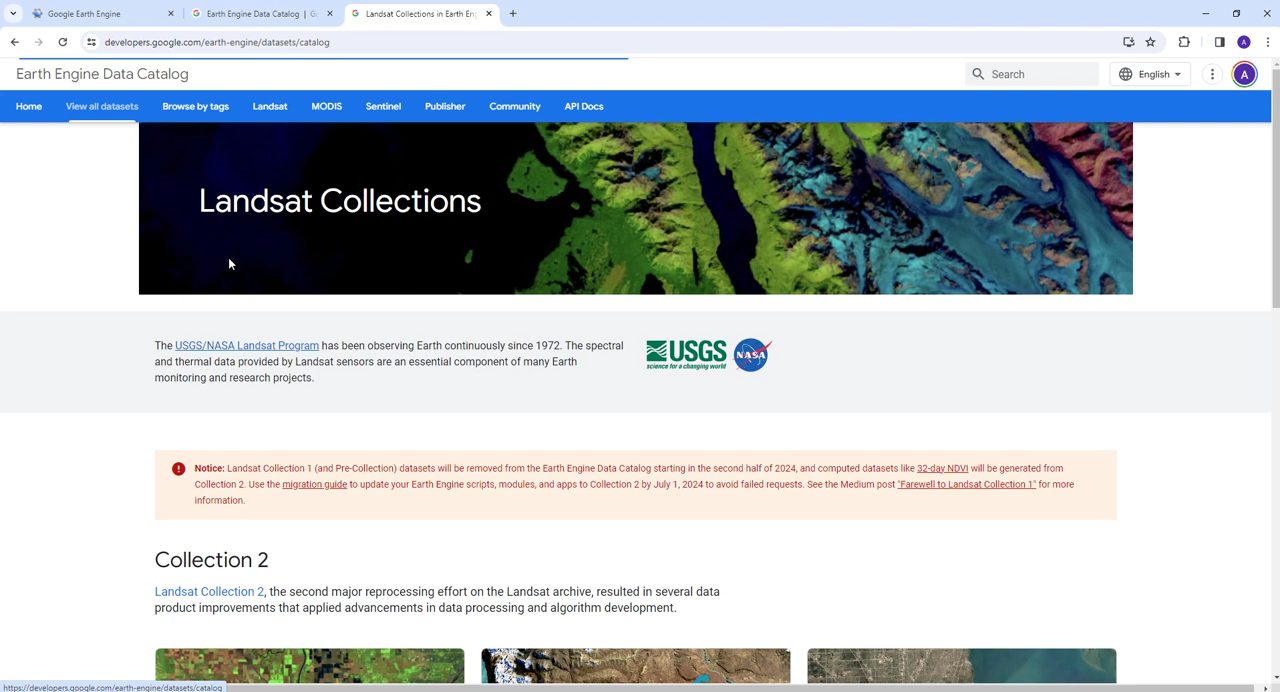 Google Earth Engine
Earth Engine Data Catalog | G
Landsat Collections in Earth En
developers.google.com/earth-engine/datasets/catalog
A
Earth Engine Data Catalog
Search
English
A
Home
View all datasets
Browse by tags
Landsat
MODIS
Sentinel
Publisher
Community
API Docs
Landsat Collections
The USGS/NASA Landsat Program has been observing Earth continuously since 1972. The spectral
and thermal data provided by Landsat sensors are an essential component of many Earth
monitoring and research projects.
USGS
science for a changing world
NASA
Notice: Landsat Collection 1 (and Pre-Collection) datasets will be removed from the Earth Engine Data Catalog starting in the second half of 2024, and computed datasets like 32-day NDVI will be generated from
Collection 2. Use the migration guide to update your Earth Engine scripts, modules, and apps to Collection 2 by July 1, 2024 to avoid failed requests. See the Medium post "Farewell to Landsat Collection 1" for more
information.
Collection 2
Landsat Collection 2, the second major reprocessing effort on the Landsat archive, resulted in several data
product improvements that applied advancements in data processing and algorithm development.
https://developers.google.com/earth-engine/datasets/catalog